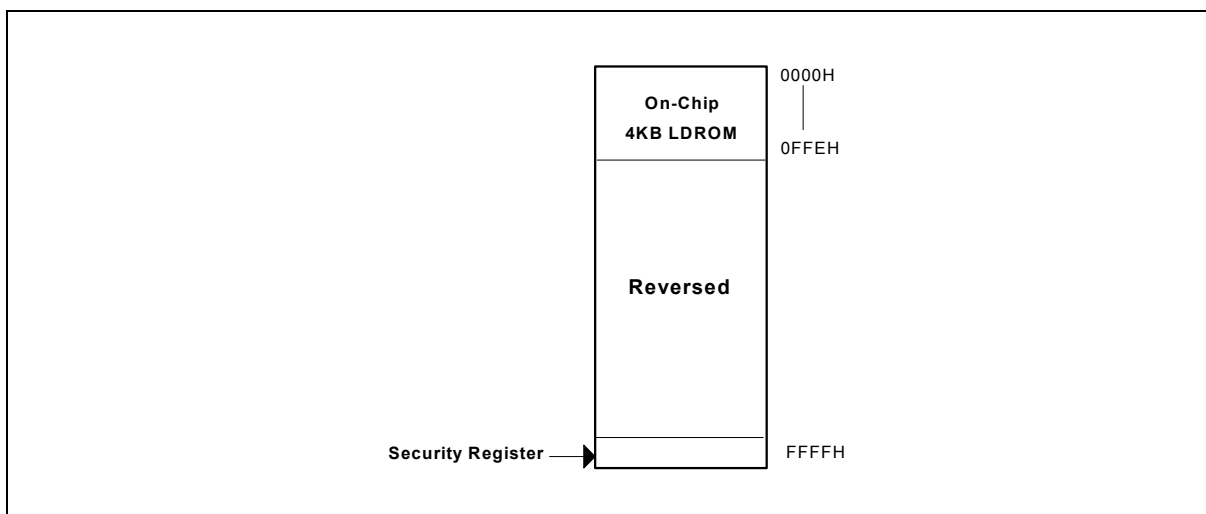 0000H
On-Chip
4KB LDROM
0FFEH
Reversed
Security Register
FFFFH